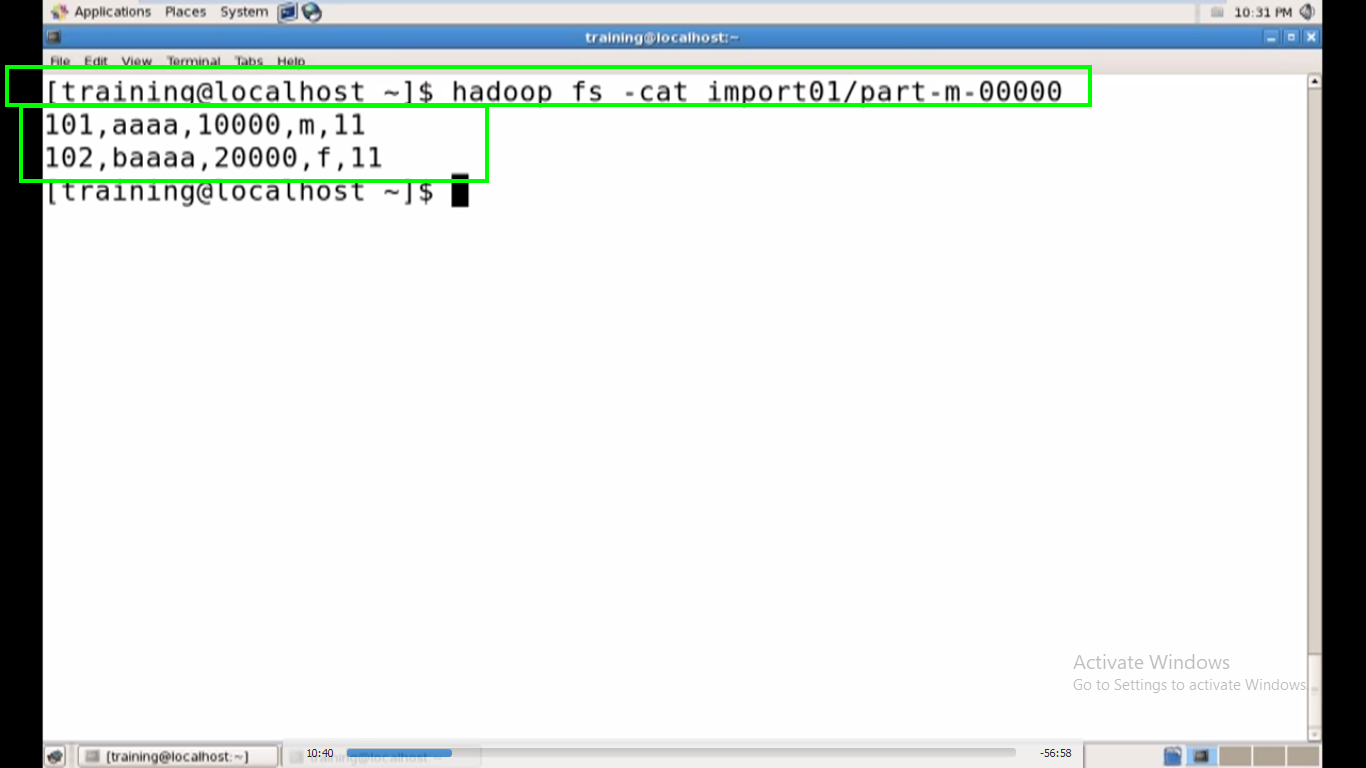 Applications Places System 10:31 PM
training@localhost:~
File Edit View Terminal Tabs Help
[training@localhost ~]$ hadoop fs -cat import01/part-m-00000
101,aaaa,10000,m,11
102,baaaa,20000,f,11
[training@localhost ~]$
Activate Windows
Go to Settings to activate Windows.
[training@localhost:~] 10:40 training@localhost:~ -56:58